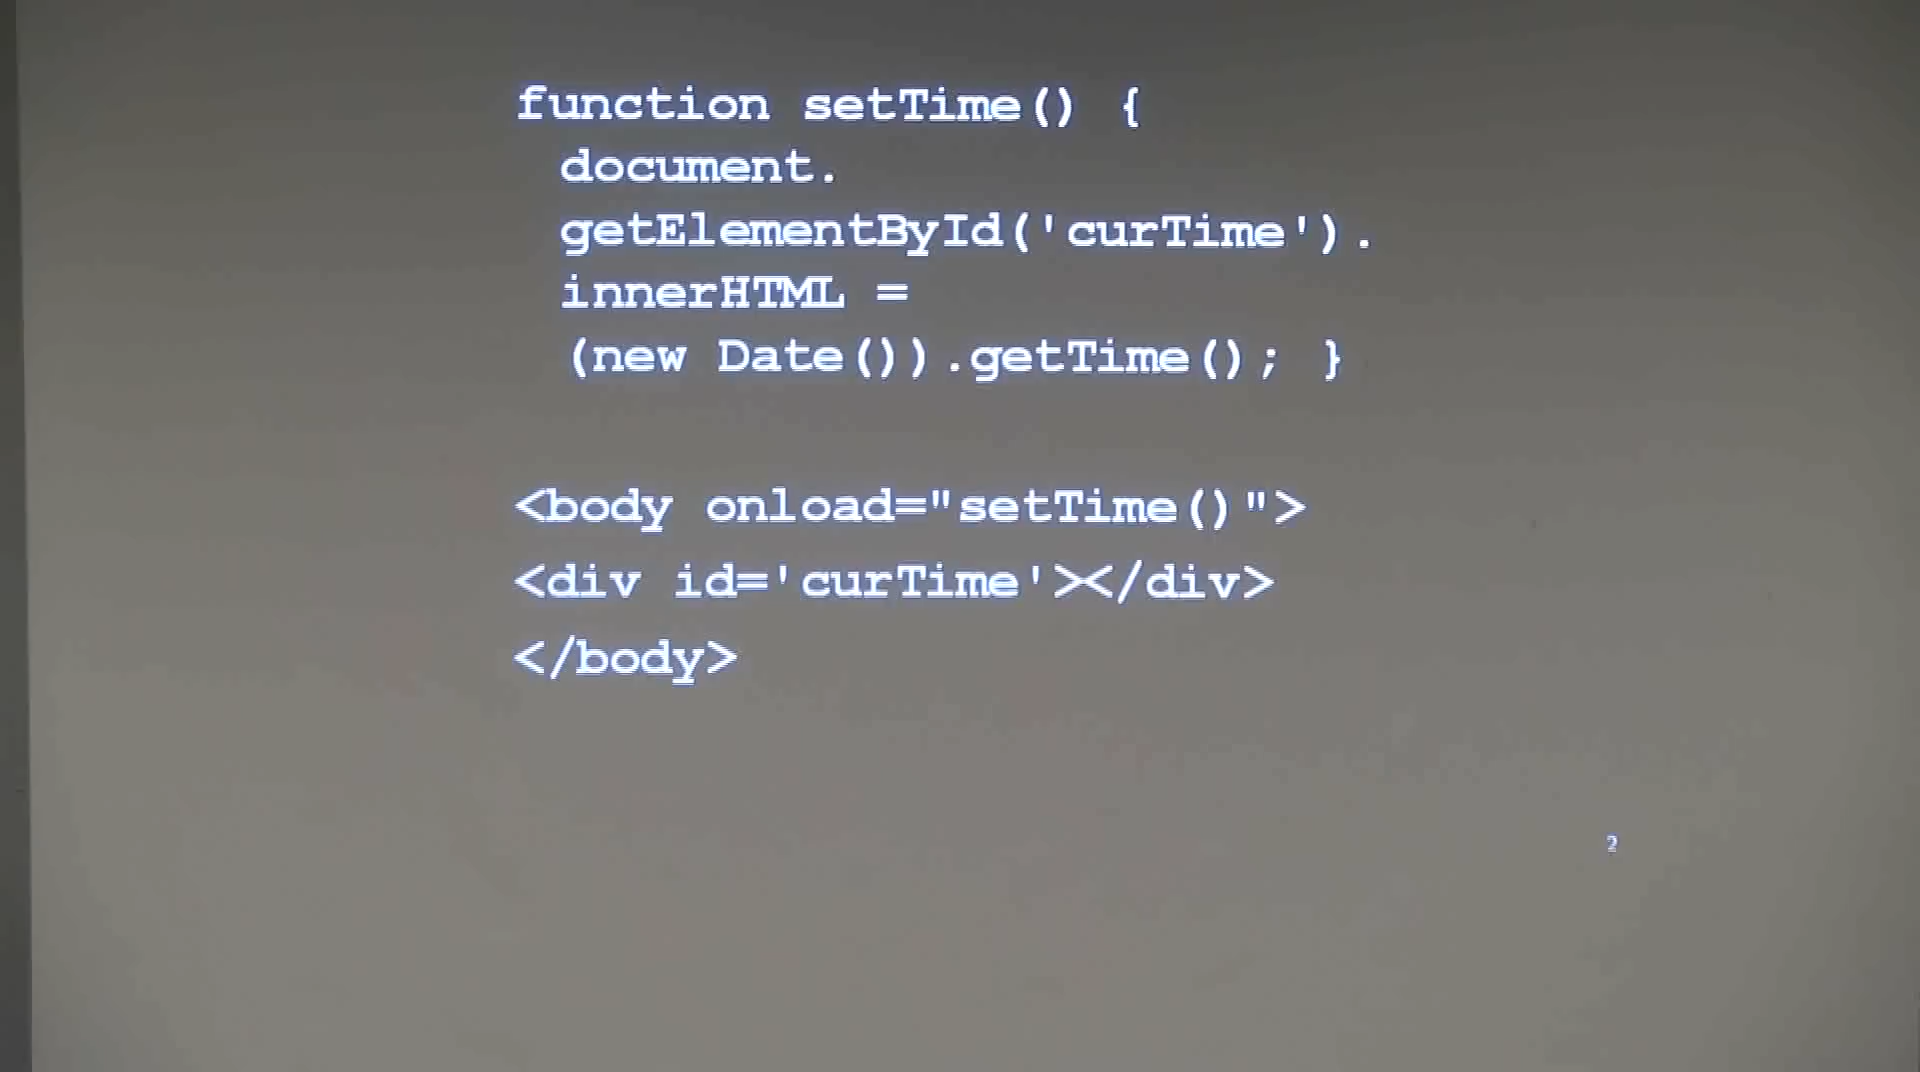 function setTime() {
document.
getElementById('curTime').
innerHTML =
(new Date()).getTime(); }
<body onload="setTime()">
<div id='curTime'></div>
</body>
2